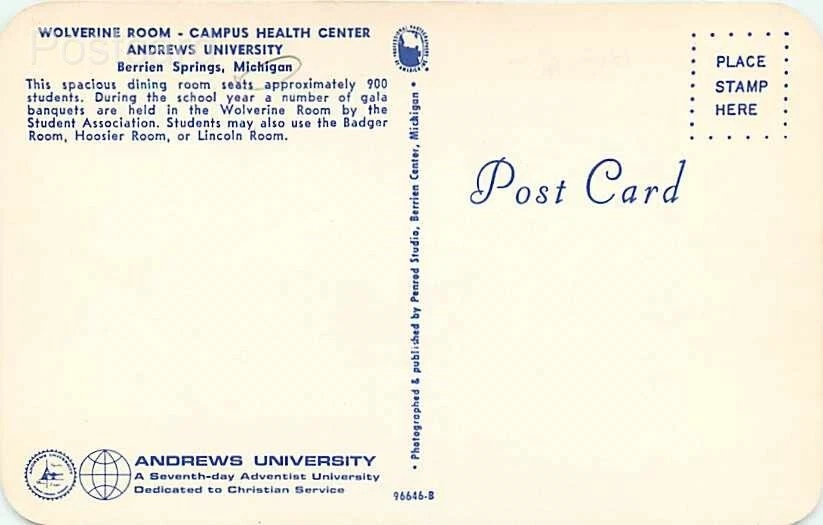 WOLVERINE ROOM - CAMPUS HEALTH CENTER
ANDREWS UNIVERSITY
Berrien Springs, Michigan
This spacious dining room seats approximately 900
students. During the school year a number of gala
banquets are held in the Wolverine Room by the
Student Association. Students may also use the Badger
Room, Hoosier Room, or Lincoln Room.
ANDREWS UNIVERSITY
A Seventh-day Adventist University
Dedicated to Christian Service
• Photographed & published by Penrod Studio, Berrien Center, Michigan •
96646-B
Post Card
PLACE
STAMP
HERE